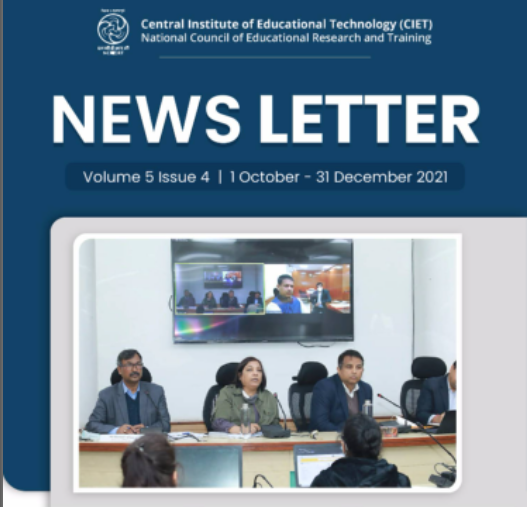 Central Institute of Educational Technology (CIET)
National Council of Educational Research and Training
NEWS LETTER
Volume 5 Issue 4 | 1 October - 31 December 2021